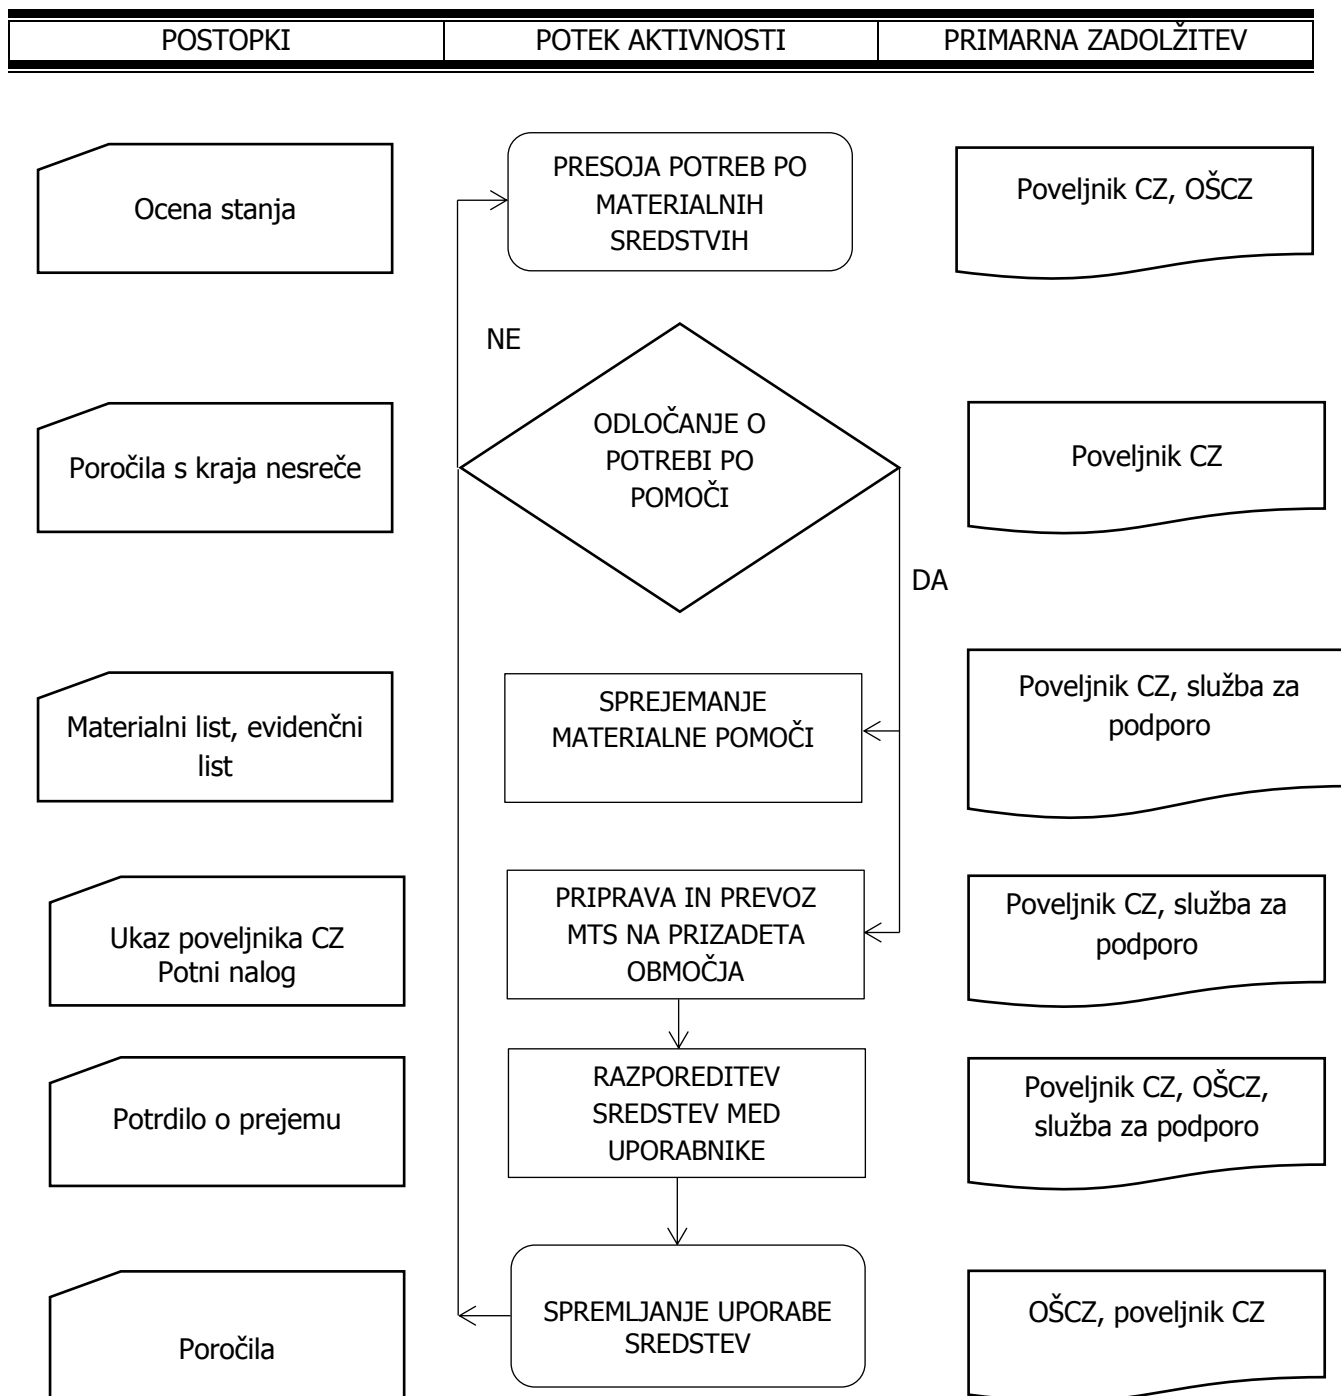 POSTOPKI
POTEK AKTIVNOSTI
PRIMARNA ZADOLŽITEV
Ocena stanja
PRESOJA POTREB PO
MATERIALNIH
SREDSTVIH
Poveljnik CZ, OŠCZ
NE
Poročila s kraja nesreče
ODLOČANJE O
POTREBI PO
POMOČI
Poveljnik CZ
DA
Materialni list, evidenčni
list
SPREJEMANJE
MATERIALNE POMOČI
Poveljnik CZ, služba za
podporo
Ukaz poveljnika CZ
Potni nalog
PRIPRAVA IN PREVOZ
MTS NA PRIZADETA
OBMOČJA
Poveljnik CZ, služba za
podporo
Potrdilo o prejemu
RAZPOREDITEV
SREDSTEV MED
UPORABNIKE
Poveljnik CZ, OŠCZ,
služba za podporo
Poročila
SPREMLJANJE UPORABE
SREDSTEV
OŠCZ, poveljnik CZ